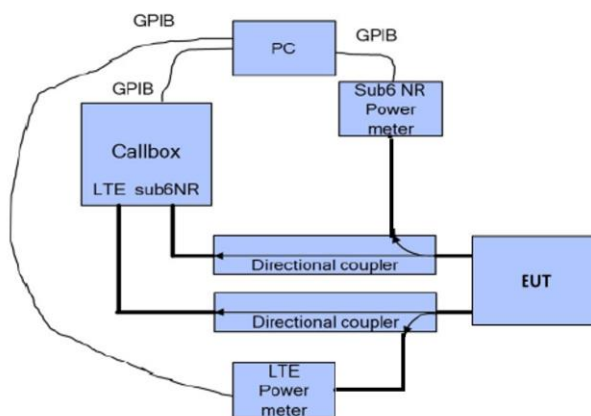 GPIB
PC
GPIB
GPIB
Sub6 NR
Power
meter
Callbox
LTE sub6NR
Directional coupler
EUT
Directional coupler
LTE
Power
meter